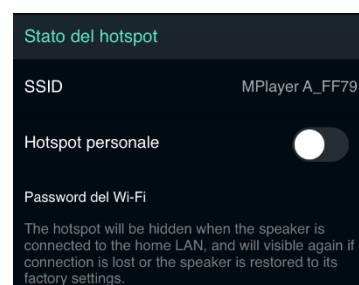 Stato del hotspot
SSID MPlayer A_FF79
Hotspot personale
Password del Wi-Fi
The hotspot will be hidden when the speaker is
connected to the home LAN, and will visible again if
connection is lost or the speaker is restored to its
factory settings.